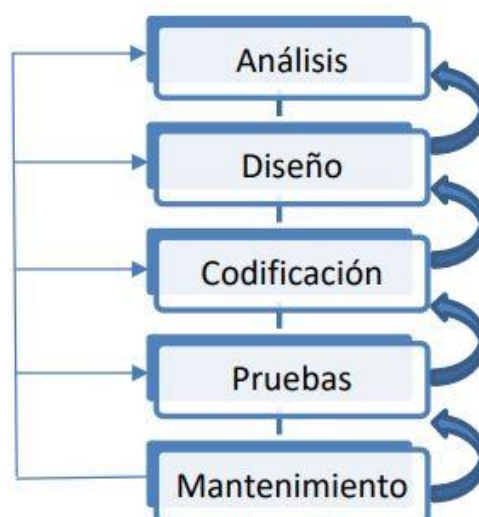 Análisis
Diseño
Codificación
Pruebas
Mantenimiento